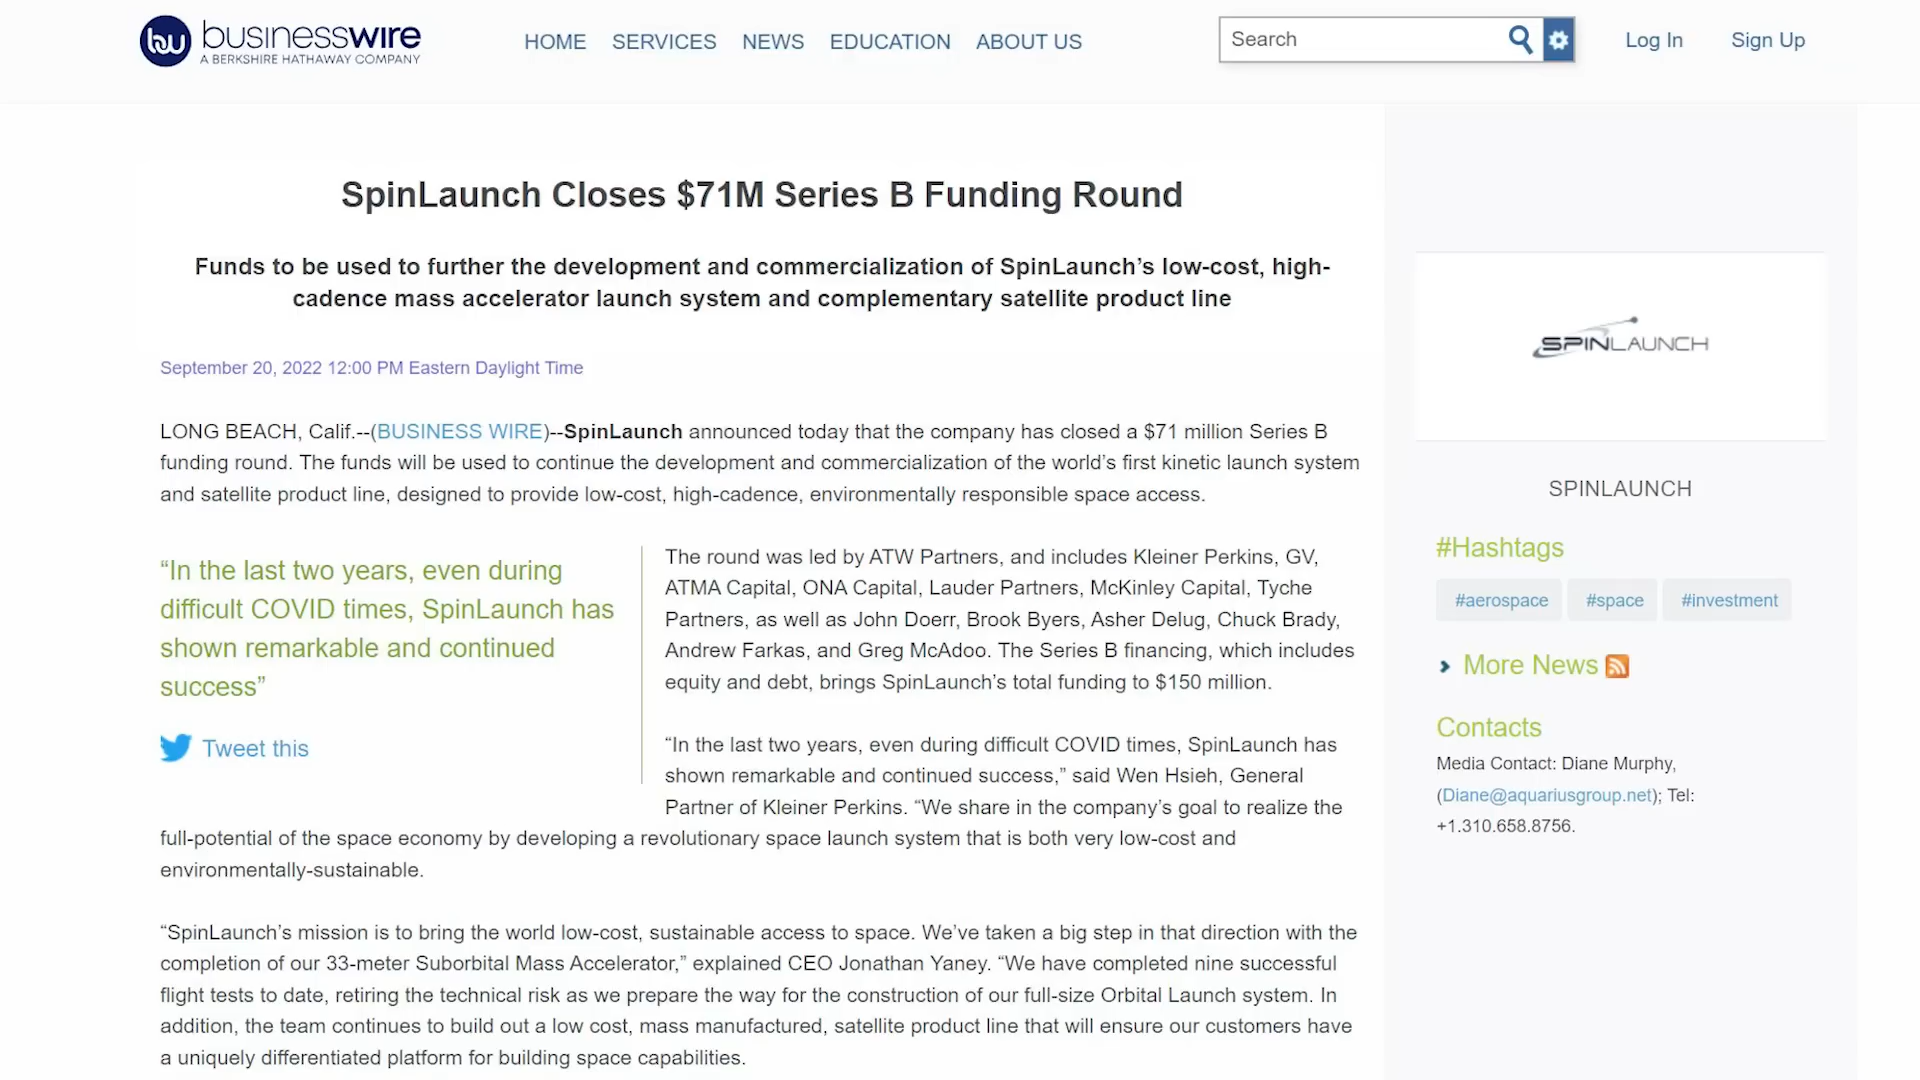 bw businesswire
A BERKSHIRE HATHAWAY COMPANY
HOME SERVICES NEWS EDUCATION ABOUT US
Search
Log In Sign Up
SpinLaunch Closes $71M Series B Funding Round
Funds to be used to further the development and commercialization of SpinLaunch’s low-cost, high-
cadence mass accelerator launch system and complementary satellite product line
September 20, 2022 12:00 PM Eastern Daylight Time
LONG BEACH, Calif.--(BUSINESS WIRE)--SpinLaunch announced today that the company has closed a $71 million Series B
funding round. The funds will be used to continue the development and commercialization of the world’s first kinetic launch system
and satellite product line, designed to provide low-cost, high-cadence, environmentally responsible space access.
“In the last two years, even during
difficult COVID times, SpinLaunch has
shown remarkable and continued
success”
Tweet this
The round was led by ATW Partners, and includes Kleiner Perkins, GV,
ATMA Capital, ONA Capital, Lauder Partners, McKinley Capital, Tyche
Partners, as well as John Doerr, Brook Byers, Asher Delug, Chuck Brady,
Andrew Farkas, and Greg McAdoo. The Series B financing, which includes
equity and debt, brings SpinLaunch’s total funding to $150 million.
“In the last two years, even during difficult COVID times, SpinLaunch has
shown remarkable and continued success,” said Wen Hsieh, General
Partner of Kleiner Perkins. “We share in the company’s goal to realize the
full-potential of the space economy by developing a revolutionary space launch system that is both very low-cost and
environmentally-sustainable.
“SpinLaunch’s mission is to bring the world low-cost, sustainable access to space. We’ve taken a big step in that direction with the
completion of our 33-meter Suborbital Mass Accelerator,” explained CEO Jonathan Yaney. “We have completed nine successful
flight tests to date, retiring the technical risk as we prepare the way for the construction of our full-size Orbital Launch system. In
addition, the team continues to build out a low cost, mass manufactured, satellite product line that will ensure our customers have
a uniquely differentiated platform for building space capabilities.
SPINLAUNCH
SPINLAUNCH
#Hashtags
#aerospace #space #investment
More News
Contacts
Media Contact: Diane Murphy,
(Diane@aquariusgroup.net); Tel:
+1.310.658.8756.